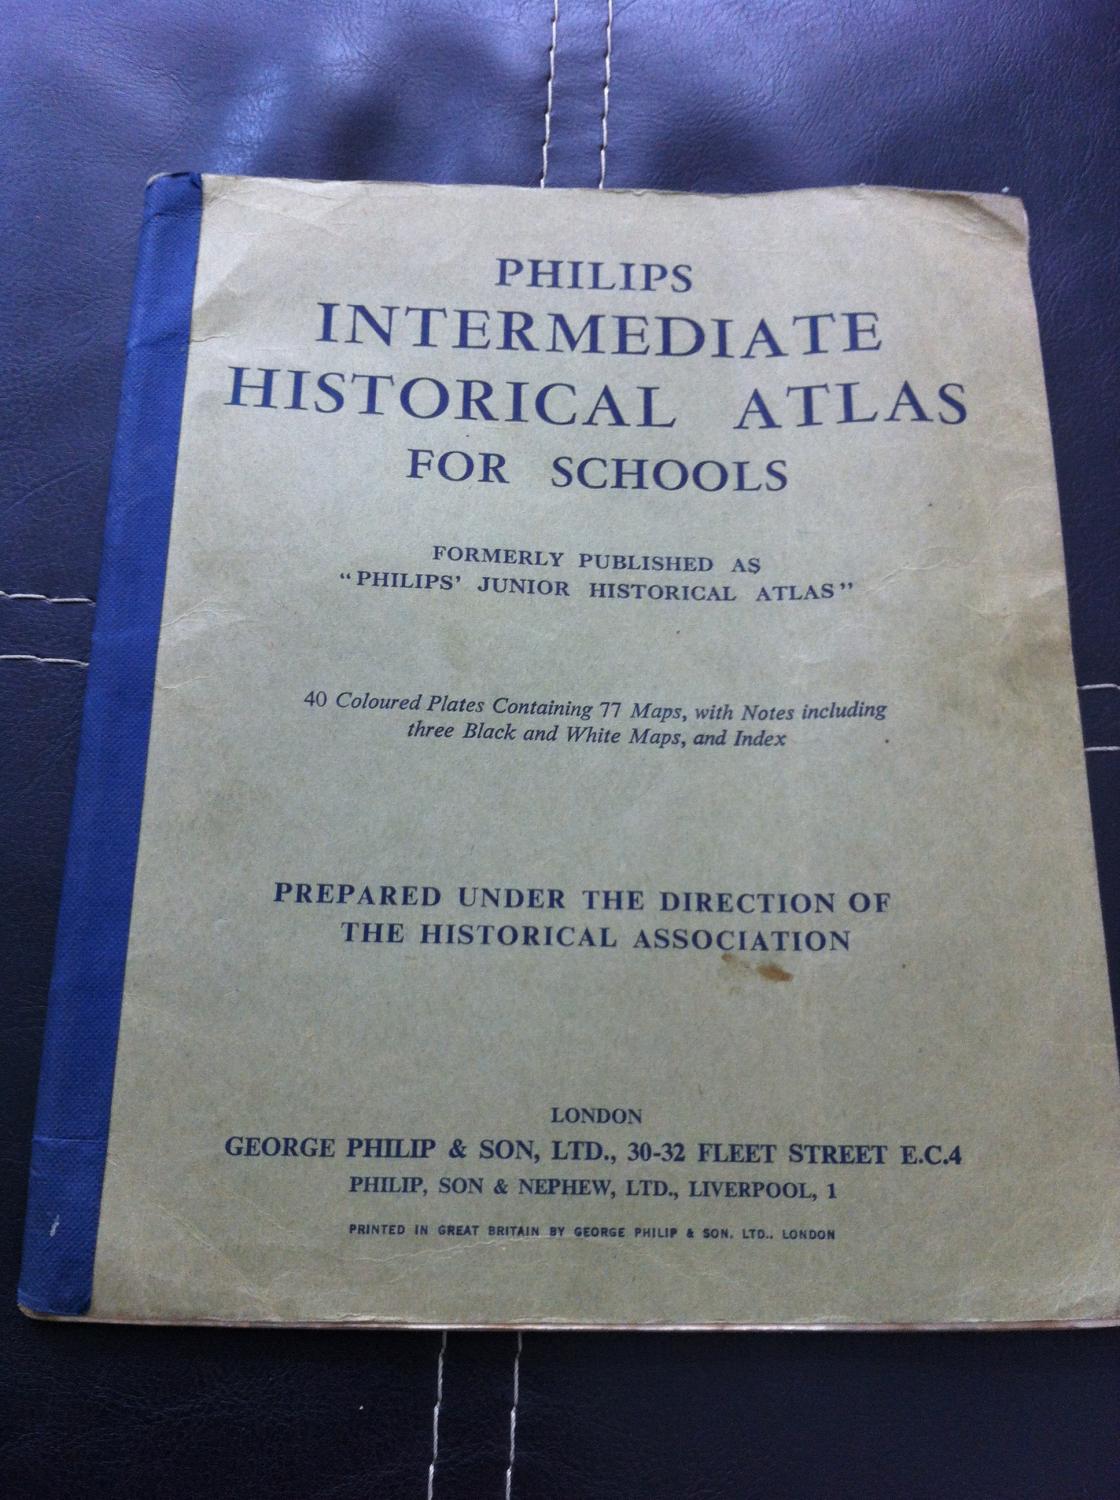 PHILIPS
INTERMEDIATE
HISTORICAL ATLAS
FOR SCHOOLS
FORMERLY PUBLISHED AS
“PHILIPS’ JUNIOR HISTORICAL ATLAS”
40 Coloured Plates Containing 77 Maps, with Notes including
three Black and White Maps, and Index
PREPARED UNDER THE DIRECTION OF
THE HISTORICAL ASSOCIATION
LONDON
GEORGE PHILIP & SON, LTD., 30-32 FLEET STREET E.C.4
PHILIP, SON & NEPHEW, LTD., LIVERPOOL, 1
PRINTED IN GREAT BRITAIN BY GEORGE PHILIP & SON. LTD., LONDON